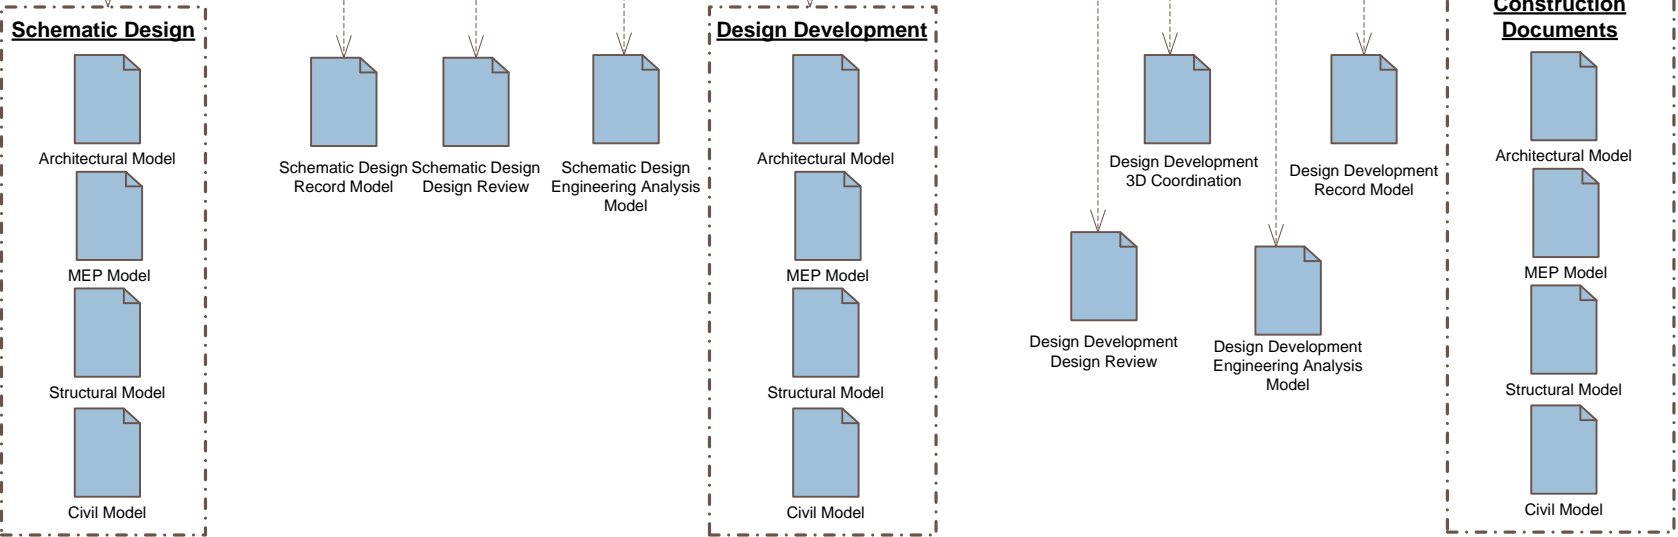 Schematic Design
Architectural Model
MEP Model
Structural Model
Civil Model
Schematic Design
Record Model
Schematic Design
Design Review
Schematic Design
Engineering Analysis
Model
Design Development
Architectural Model
MEP Model
Structural Model
Civil Model
Design Development
3D Coordination
Design Development
Record Model
Design Development
Design Review
Design Development
Engineering Analysis
Model
Construction
Documents
Architectural Model
MEP Model
Structural Model
Civil Model